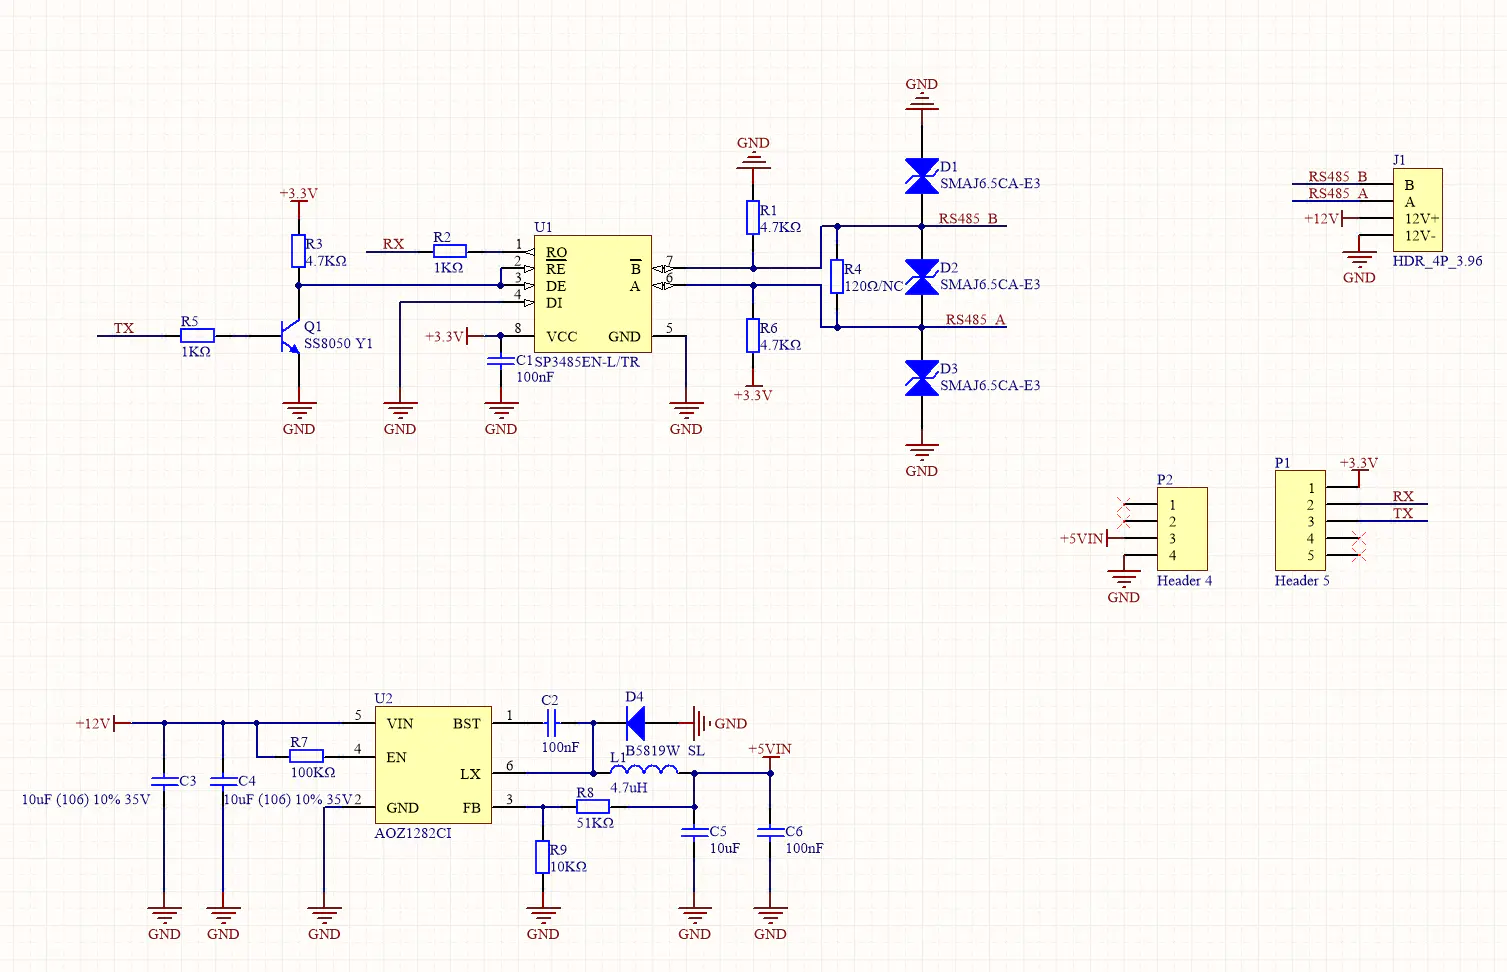 GND
GND
D1
SMAJ6.5CA-E3
J1
RS485 B
B
RS485 A
A
+12V
12V+
12V-
HDR_4P_3.96
GND
+3.3V
R3
4.7KΩ
RX
R2
1KΩ
U1
1
RO
2
RE
3
DE
4
DI
8
VCC
7
B
6
A
5
GND
SP3485EN-L/TR
R1
4.7KΩ
RS485 B
R4
120Ω/NC
D2
SMAJ6.5CA-E3
RS485 A
TX
R5
1KΩ
Q1
SS8050 Y1
+3.3V
C1
100nF
R6
4.7KΩ
+3.3V
D3
SMAJ6.5CA-E3
GND
GND
GND
GND
GND
P2
1
2
+5VIN
3
4
Header 4
GND
P1
+3.3V
1
2
RX
3
TX
4
5
Header 5
U2
+12V
5
VIN
R7
100KΩ
4
EN
2
GND
BST
1
LX
6
FB
3
AOZ1282CI
C3
10uF (106) 10% 35V
C4
10uF (106) 10% 35V
C2
100nF
D4
B5819W SL
GND
L1
4.7uH
+5VIN
R8
51KΩ
R9
10KΩ
C5
10uF
C6
100nF
GND
GND
GND
GND
GND
GND